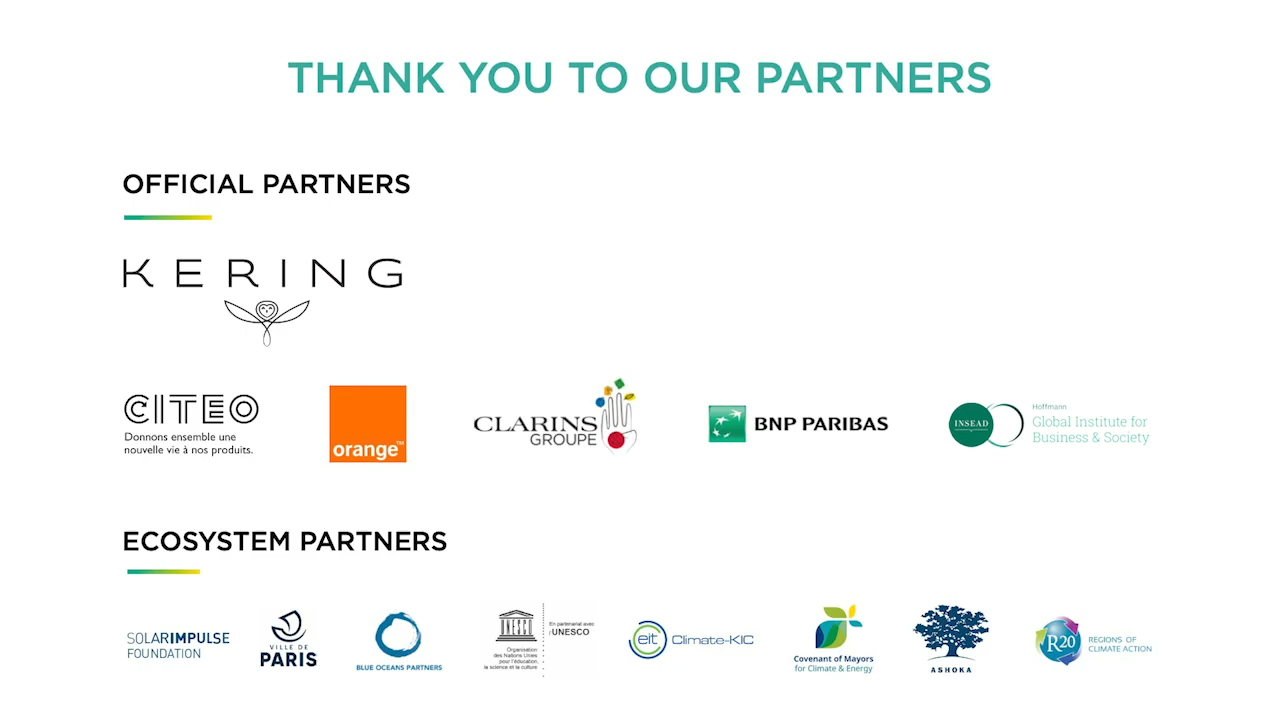 THANK YOU TO OUR PARTNERS
OFFICIAL PARTNERS
KERING
CITEO
Donnons ensemble une
nouvelle vie à nos produits.
orange™
CLARINS
GROUPE
BNP PARIBAS
INSEAD
Hoffmann
Global Institute for
Business & Society
ECOSYSTEM PARTNERS
SOLARIMPULSE
FOUNDATION
VILLE DE
PARIS
BLUE OCEANS PARTNERS
UNESCO
Organisation
des Nations Unies
pour l'éducation,
la science et la culture
En partenariat avec
l'UNESCO
eit Climate-KIC
Covenant of Mayors
for Climate & Energy
ASHOKA
R20
REGIONS OF
CLIMATE ACTION